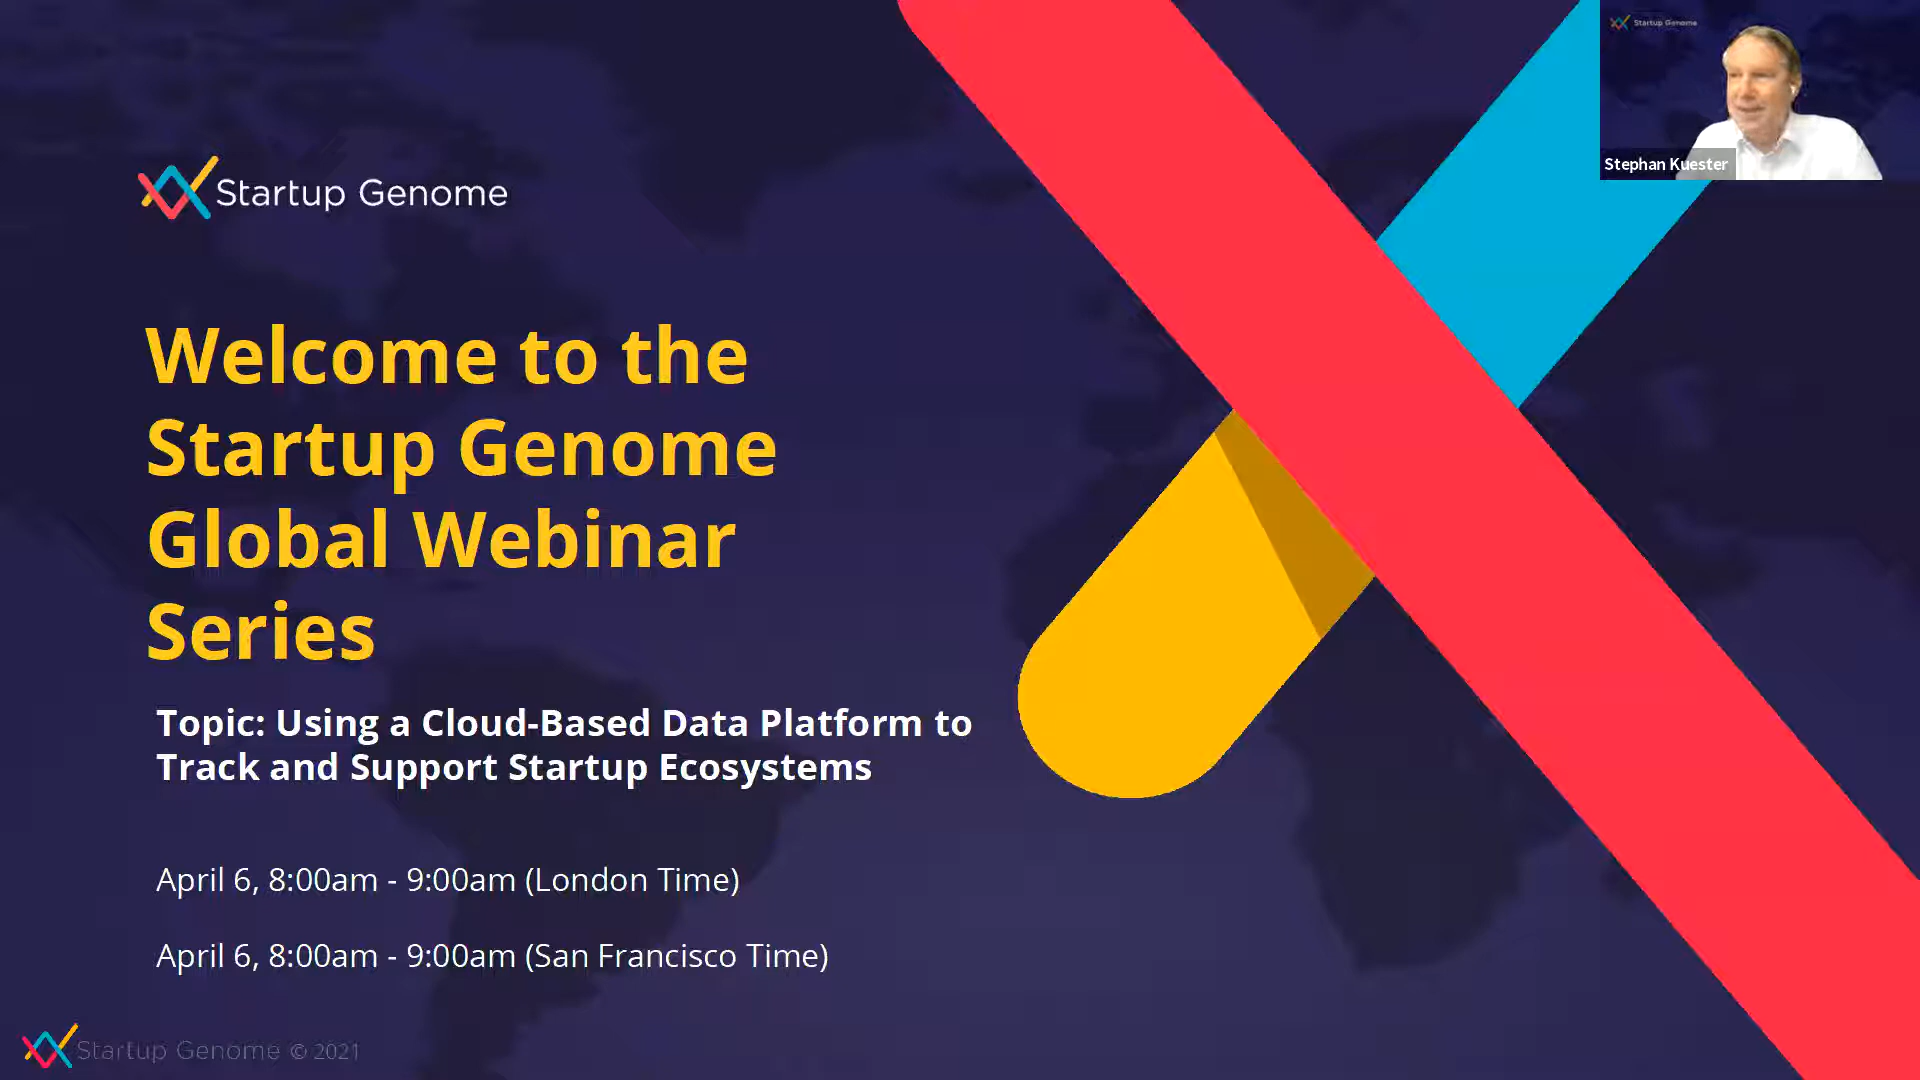 Startup Genome
Stephan Kuester
Startup Genome
Welcome to the
Startup Genome
Global Webinar
Series
Topic: Using a Cloud-Based Data Platform to
Track and Support Startup Ecosystems
April 6, 8:00am - 9:00am (London Time)
April 6, 8:00am - 9:00am (San Francisco Time)
Startup Genome © 2021